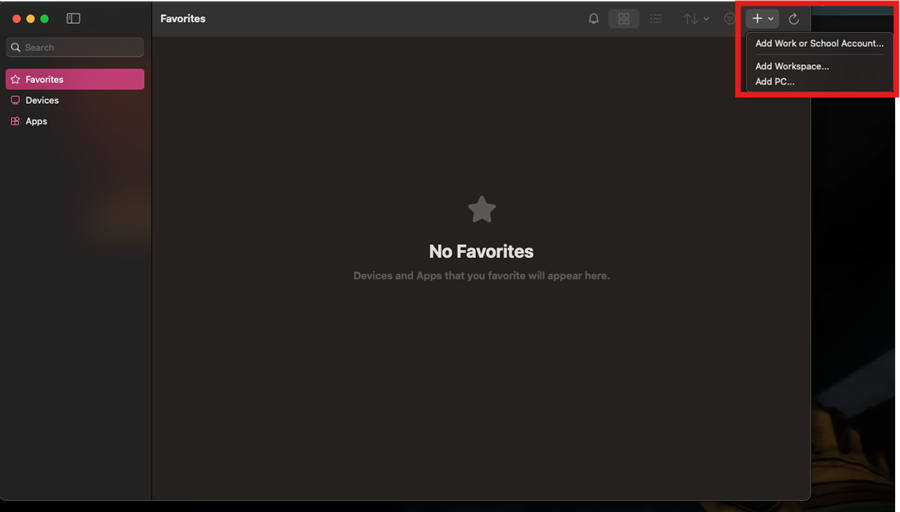 Favorites
Search
Favorites
Devices
Apps
Add Work or School Account...
Add Workspace...
Add PC...
No Favorites
Devices and Apps that you favorite will appear here.